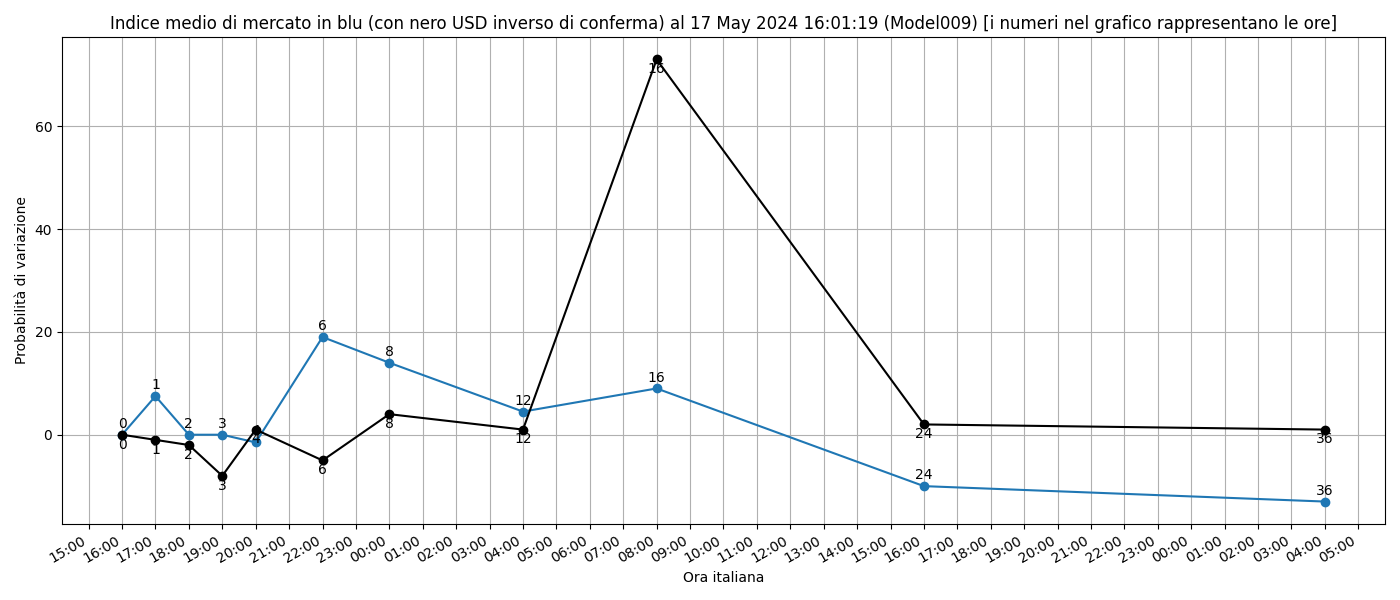 Indice medio di mercato in blu (con nero USD inverso di conferma) al 17 May 2024 16:01:19 (Model009) [i numeri nel grafico rappresentano le ore]
Probabilità di variazione
60
40
20
0
0 1 2 3 4 6 8 12 16 24 36
0 1 2 3 4 6 8 12 16 24 36
15:00 16:00 17:00 18:00 19:00 20:00 21:00 22:00 23:00 00:00 01:00 02:00 03:00 04:00 05:00 06:00 07:00 08:00 09:00 10:00 11:00 12:00 13:00 14:00 15:00 16:00 17:00 18:00 19:00 20:00 21:00 22:00 23:00 00:00 01:00 02:00 03:00 04:00 05:00
Ora italiana